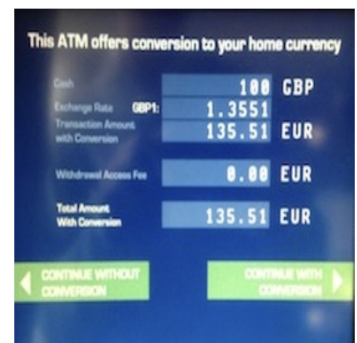 This ATM offers conversion to your home currency
Cash 100 GBP
Exchange Rate GBP1: 1.3551
Transaction Amount
with Conversion 135.51 EUR
Withdrawal Access Fee 0.00 EUR
Total Amount
With Conversion 135.51 EUR
CONTINUE WITHOUT
CONVERSION
CONTINUE WITH
CONVERSION